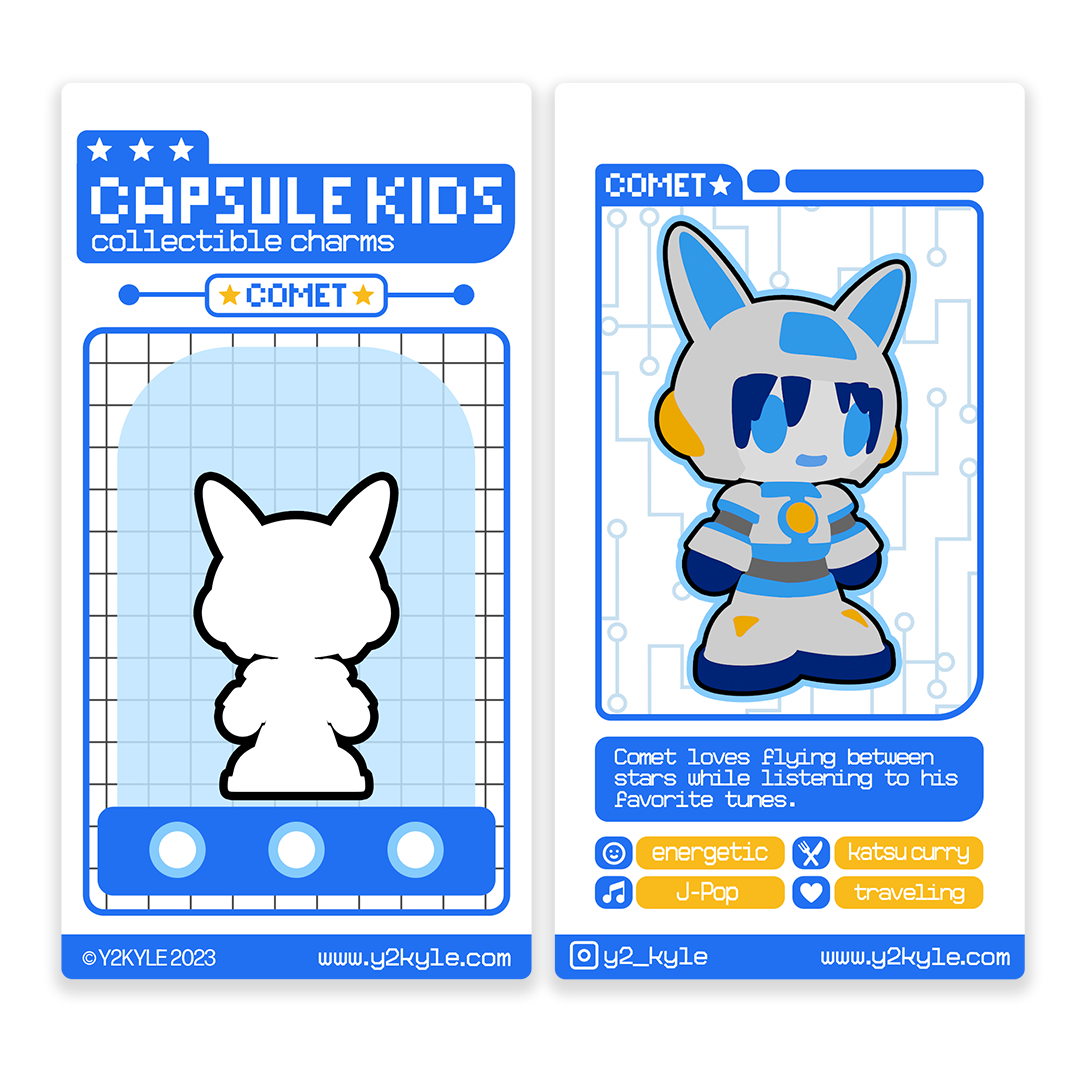 CAPSULE KIDS
collectible charms
COMET
©Y2KYLE 2023
www.y2kyle.com
COMET
Comet loves flying between
stars while listening to his
favorite tunes.
energetic
katsu curry
J-Pop
traveling
y2_kyle
www.y2kyle.com